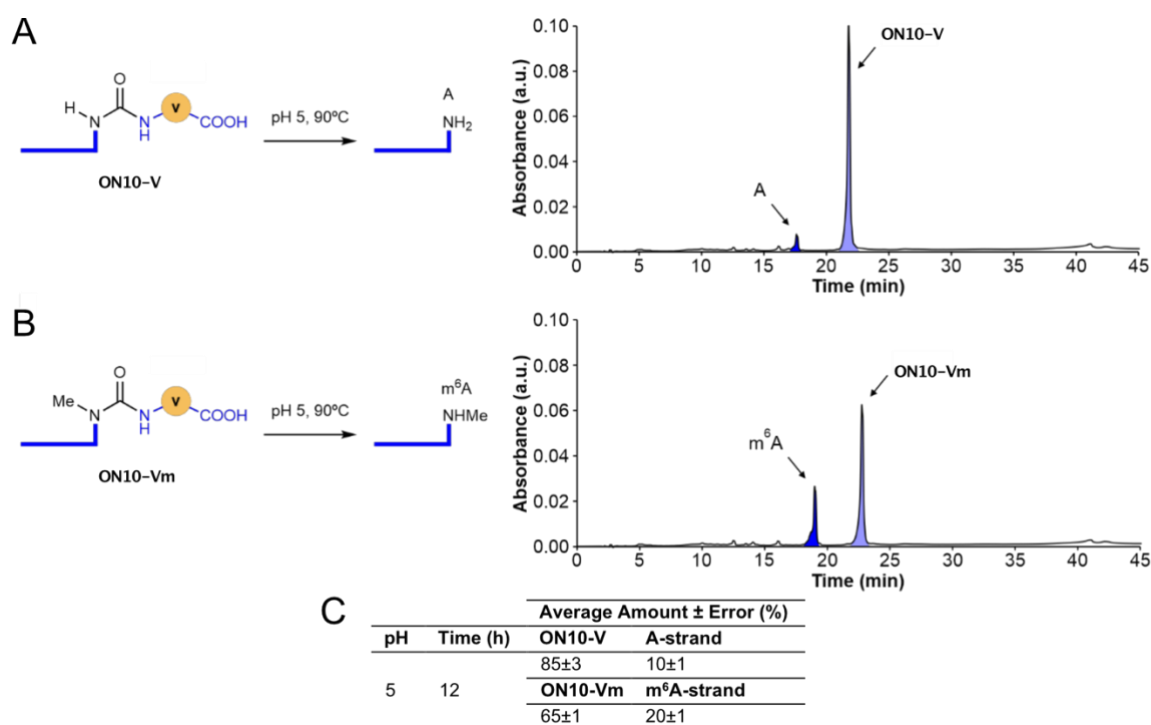 A
O
H
N
N
H
V
COOH
ON10–V
pH 5, 90ºC
A
NH₂
Absorbance (a.u.)
0.10
0.08
0.06
0.04
0.02
0.00
A
ON10–V
0 5 10 15 20 25 30 35 40 45
Time (min)
B
O
Me
N
N
H
V
COOH
ON10–Vm
pH 5, 90ºC
m⁶A
NHMe
Absorbance (a.u.)
0.10
0.08
0.06
0.04
0.02
0.00
m⁶A
ON10–Vm
0 5 10 15 20 25 30 35 40 45
Time (min)
C
Average Amount ± Error (%)
pH Time (h) ON10-V A-strand
85±3 10±1
5 12 ON10-Vm m⁶A-strand
65±1 20±1